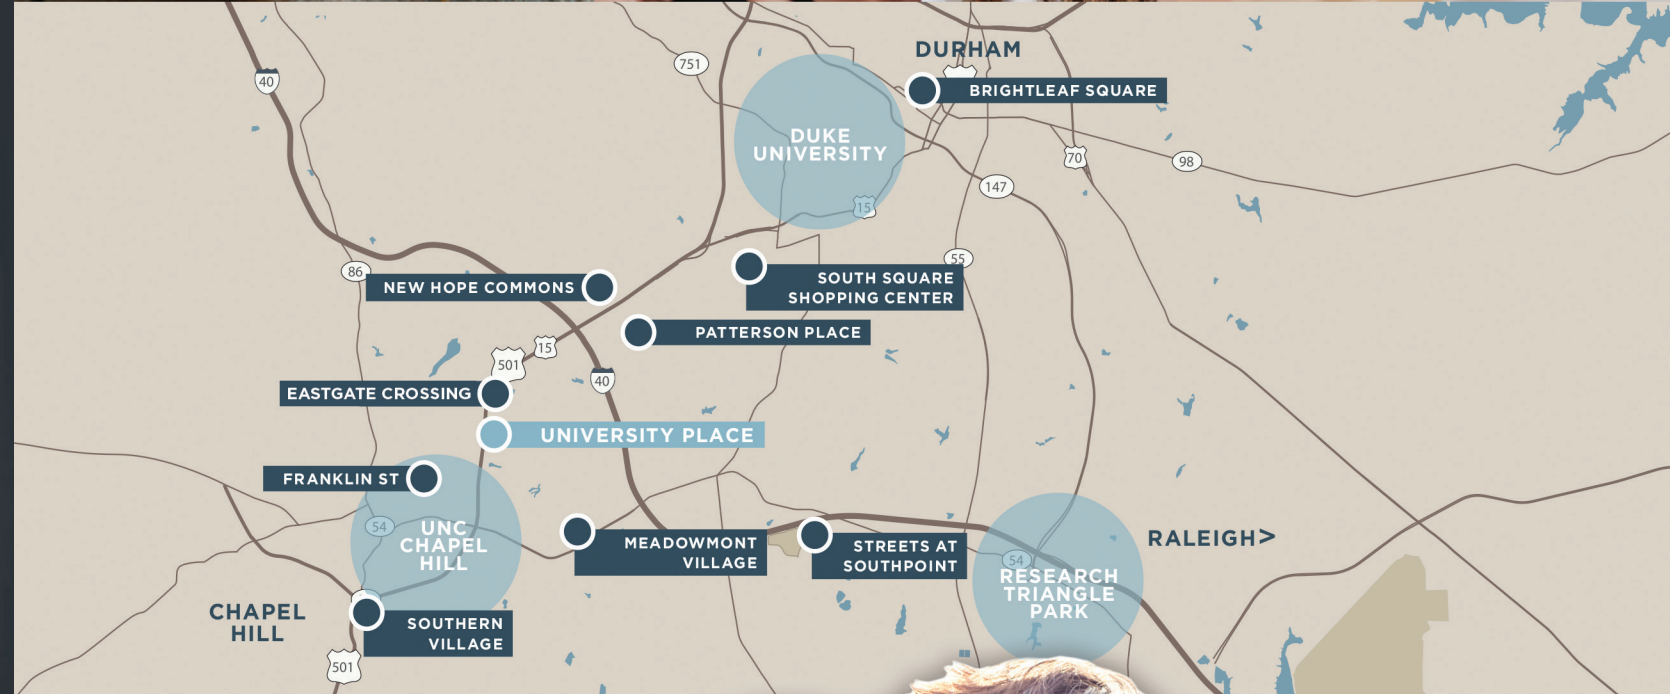 DURHAM
751
40
BRIGHTLEAF SQUARE
DUKE
UNIVERSITY
70
98
147
15
55
86
NEW HOPE COMMONS
SOUTH SQUARE
SHOPPING CENTER
PATTERSON PLACE
15
501
40
EASTGATE CROSSING
UNIVERSITY PLACE
FRANKLIN ST
54
UNC
CHAPEL
HILL
MEADOWMONT
VILLAGE
STREETS AT
SOUTHPOINT
RALEIGH>
54
RESEARCH
TRIANGLE
PARK
CHAPEL
HILL
SOUTHERN
VILLAGE
501